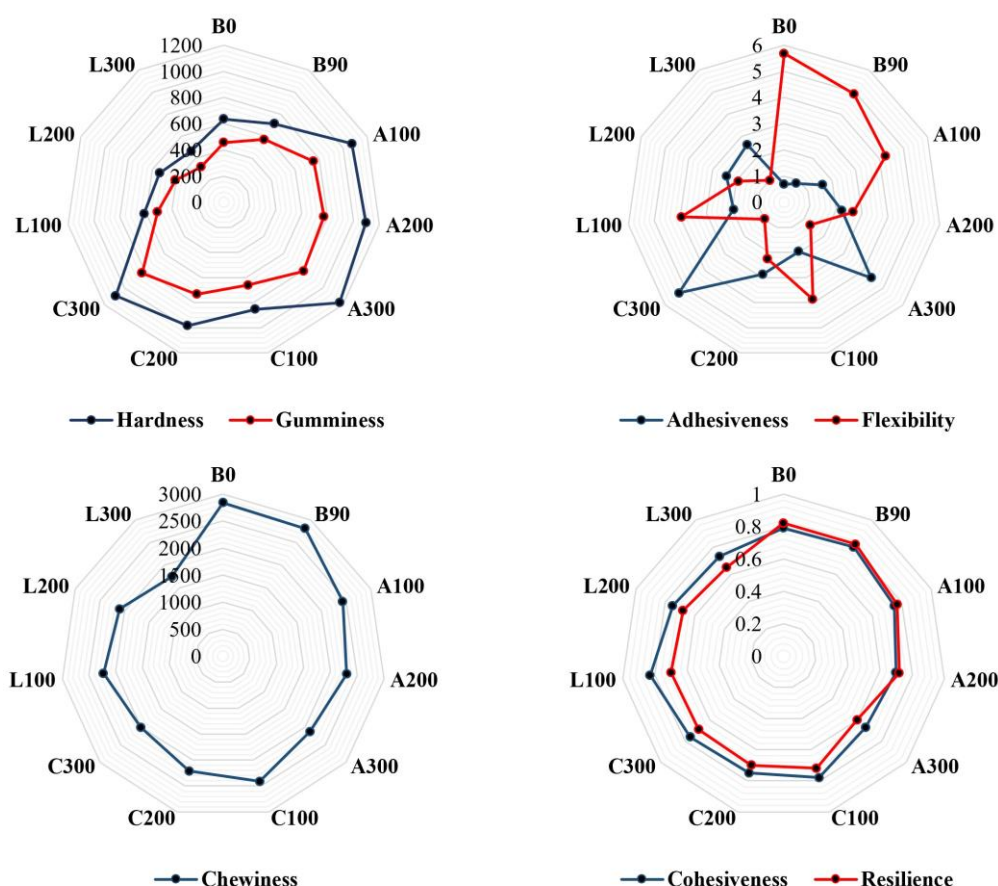 B0
B90
A100
A200
A300
C100
C200
C300
L100
L200
L300
1200
1000
800
600
400
200
0
Hardness Gumminess
B0
B90
A100
A200
A300
C100
C200
C300
L100
L200
L300
6
5
4
3
2
1
0
Adhesiveness Flexibility
B0
B90
A100
A200
A300
C100
C200
C300
L100
L200
L300
3000
2500
2000
1500
1000
500
0
Chewiness
B0
B90
A100
A200
A300
C100
C200
C300
L100
L200
L300
1
0.8
0.6
0.4
0.2
0
Cohesiveness Resilience